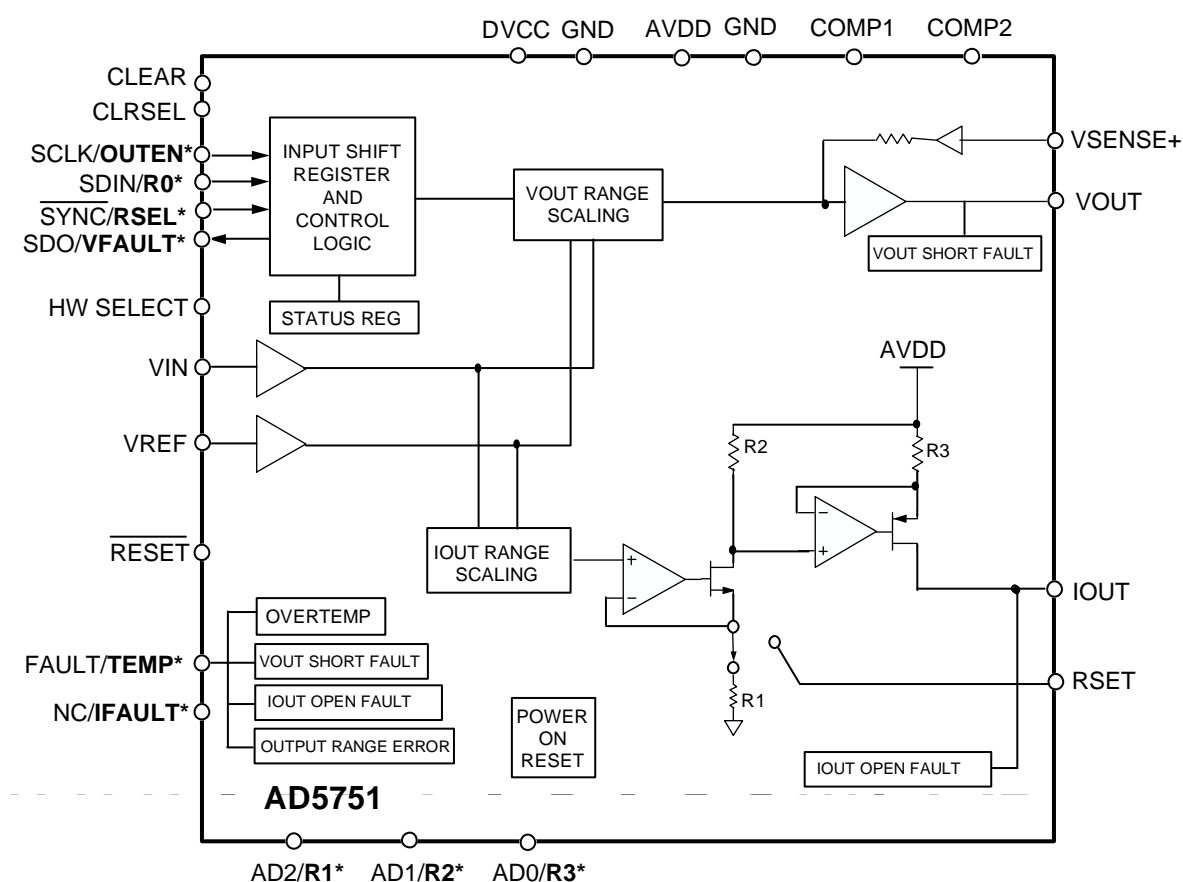 DVCC GND AVDD GND COMP1 COMP2
CLEAR
CLRSEL
SCLK/OUTEN*
SDIN/R0*
SYNC/RSEL*
SDO/VFAULT*
HW SELECT
VIN
VREF
RESET
FAULT/TEMP*
NC/IFAULT*
INPUT SHIFT
REGISTER
AND
CONTROL
LOGIC
STATUS REG
VOUT RANGE
SCALING
VSENSE+
VOUT
VOUT SHORT FAULT
AVDD
R2
R3
IOUT RANGE
SCALING
+
−
−
+
R1
IOUT
RSET
OVERTEMP
VOUT SHORT FAULT
IOUT OPEN FAULT
OUTPUT RANGE ERROR
POWER
ON
RESET
IOUT OPEN FAULT
AD5751
AD2/R1* AD1/R2* AD0/R3*